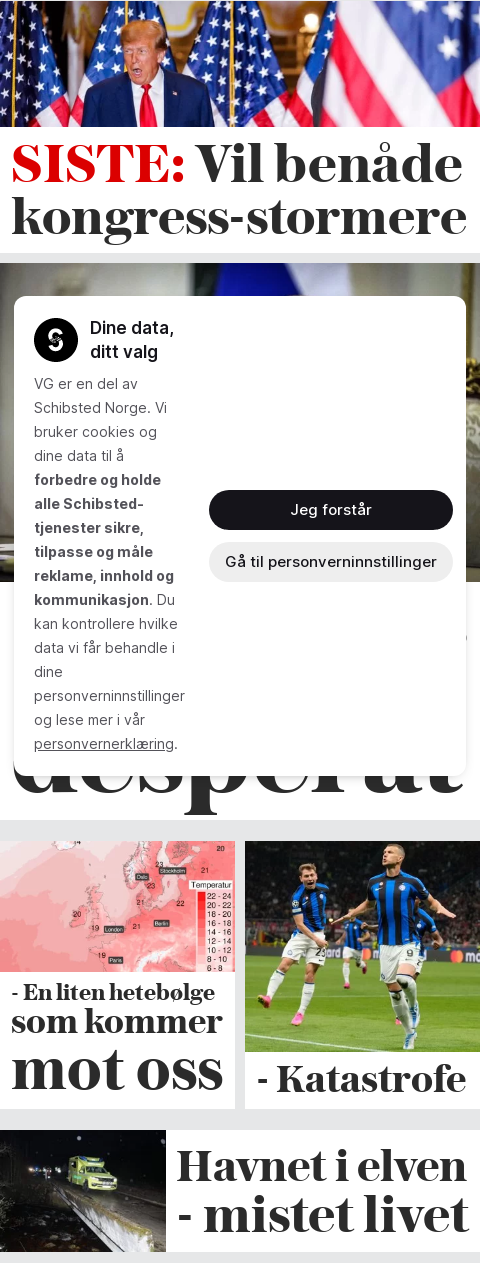 SISTE: Vil benåde
kongress-stormere
Dine data,
ditt valg
VG er en del av
Schibsted Norge. Vi
bruker cookies og
dine data til å
forbedre og holde
alle Schibsted-
tjenester sikre,
tilpasse og måle
reklame, innhold og
kommunikasjon. Du
kan kontrollere hvilke
data vi får behandle i
dine
personverninnstillinger
og lese mer i vår
personvernerklæring.
Jeg forstår
Gå til personverninnstillinger
desperat
14
20
23
Stockholm
21
Oslo
23
Temperatur
21
22
20
19
London
21
Berlin
19
Paris
22 - 24
20 - 22
18 - 20
16 - 18
14 - 16
12 - 14
10 - 12
8 - 10
6 - 8
- En liten hetebølge
som kommer
mot oss
9
- Katastrofe
Havnet i elven
- mistet livet